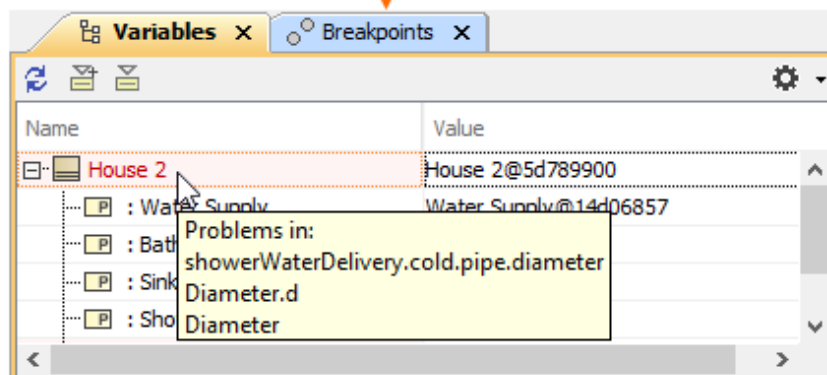 Variables X Breakpoints X
Name Value
House 2 House 2@5d789900
P : Water Supply Water Supply@14d06857
P : Bath
P : Sink
P : Sho
Problems in:
showerWaterDelivery.cold.pipe.diameter
Diameter.d
Diameter